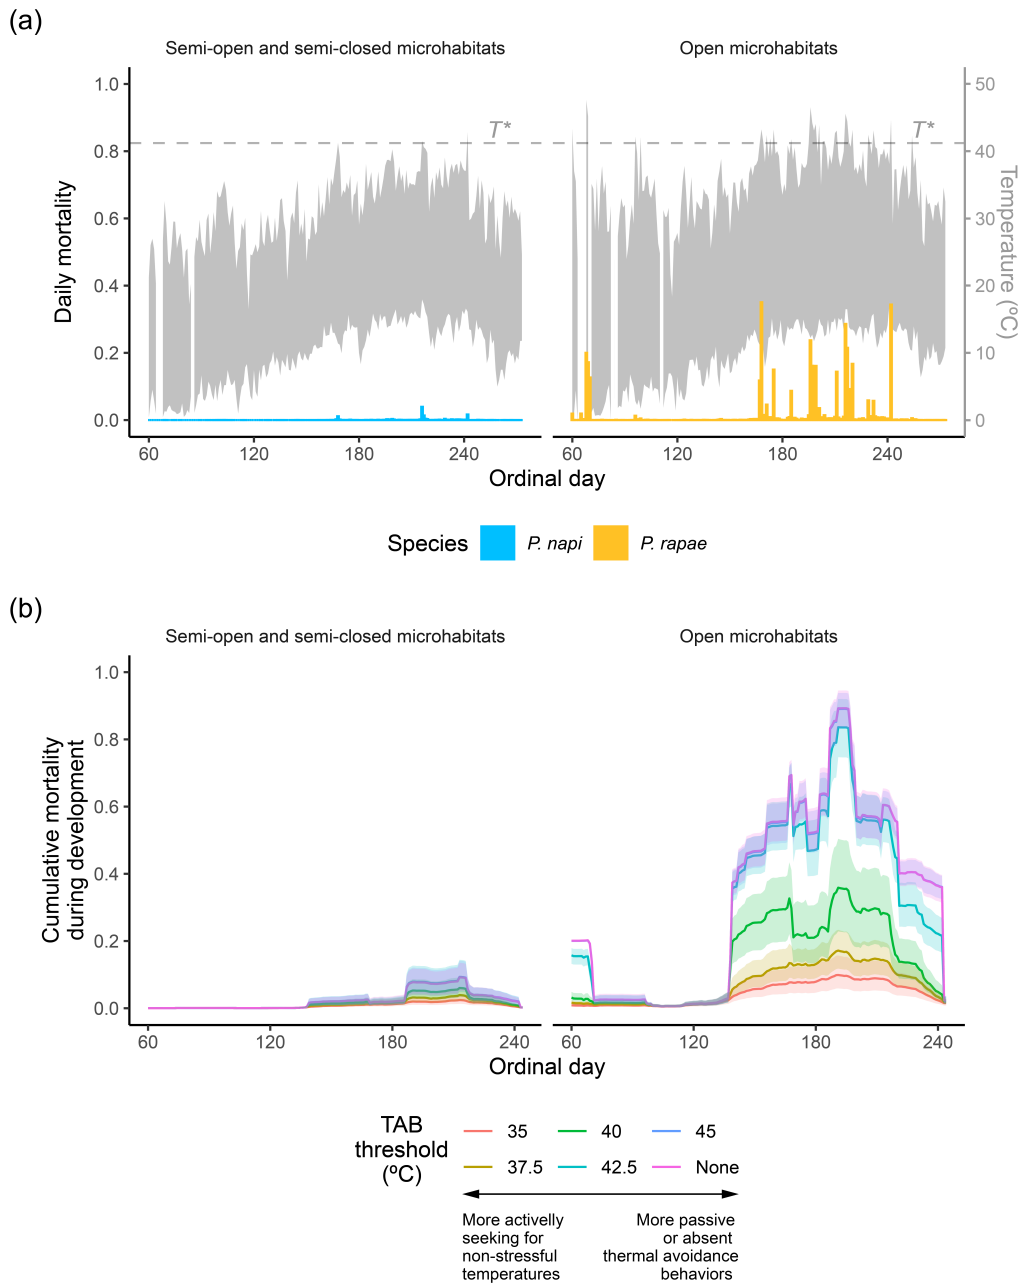 (a)
Semi-open and semi-closed microhabitats
Open microhabitats
1.0
0.8
0.6
0.4
0.2
0.0
Daily mortality
T*
T*
50
40
30
20
10
0
Temperature (ºC)
60
120
180
240
60
120
180
240
Ordinal day
Species
P. napi
P. rapae
(b)
Semi-open and semi-closed microhabitats
Open microhabitats
1.0
0.8
0.6
0.4
0.2
0.0
Cumulative mortality
during development
60
120
180
240
60
120
180
240
Ordinal day
TAB
threshold
(ºC)
35
40
45
37.5
42.5
None
More activelly
seeking for
non-stressful
temperatures
More passive
or absent
thermal avoidance
behaviors